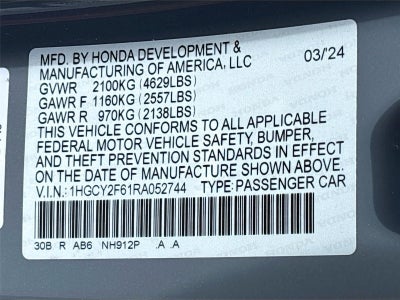 MFD. BY HONDA DEVELOPMENT & 03/24
MANUFACTURING OF AMERICA, LLC
GVWR 2100KG (4629LBS)
GAWR F 1160KG (2557LBS)
GAWR R 970KG (2138LBS)
THIS VEHICLE CONFORMS TO ALL APPLICABLE
FEDERAL MOTOR VEHICLE SAFETY, BUMPER,
AND THEFT PREVENTION STANDARDS IN EFFECT
ON THE DATE OF MANUFACTURE SHOWN ABOVE.
V.I.N.: 1HGCY2F61RA052744 TYPE: PASSENGER CAR
30B R AB6 NH912P .A .A